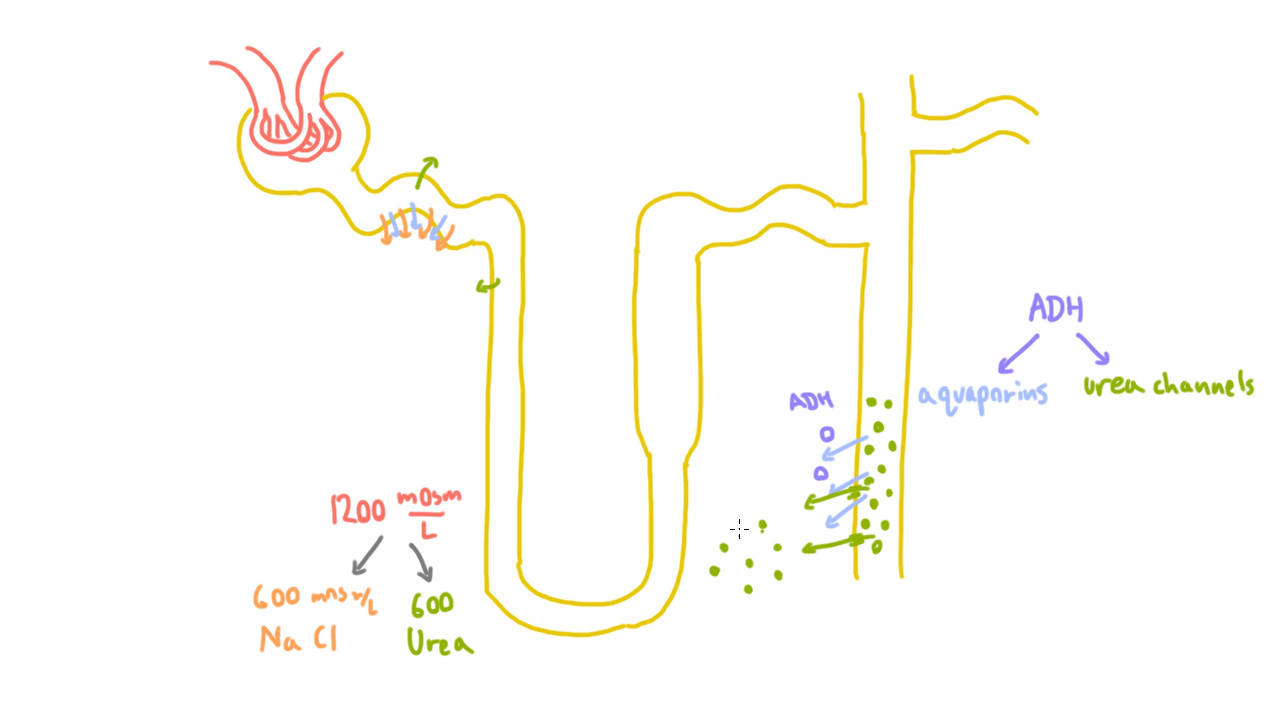 ADH
aquaporins
urea channels
ADH
1200 mOsm/L
600 mOsm/L
NaCl
600
Urea